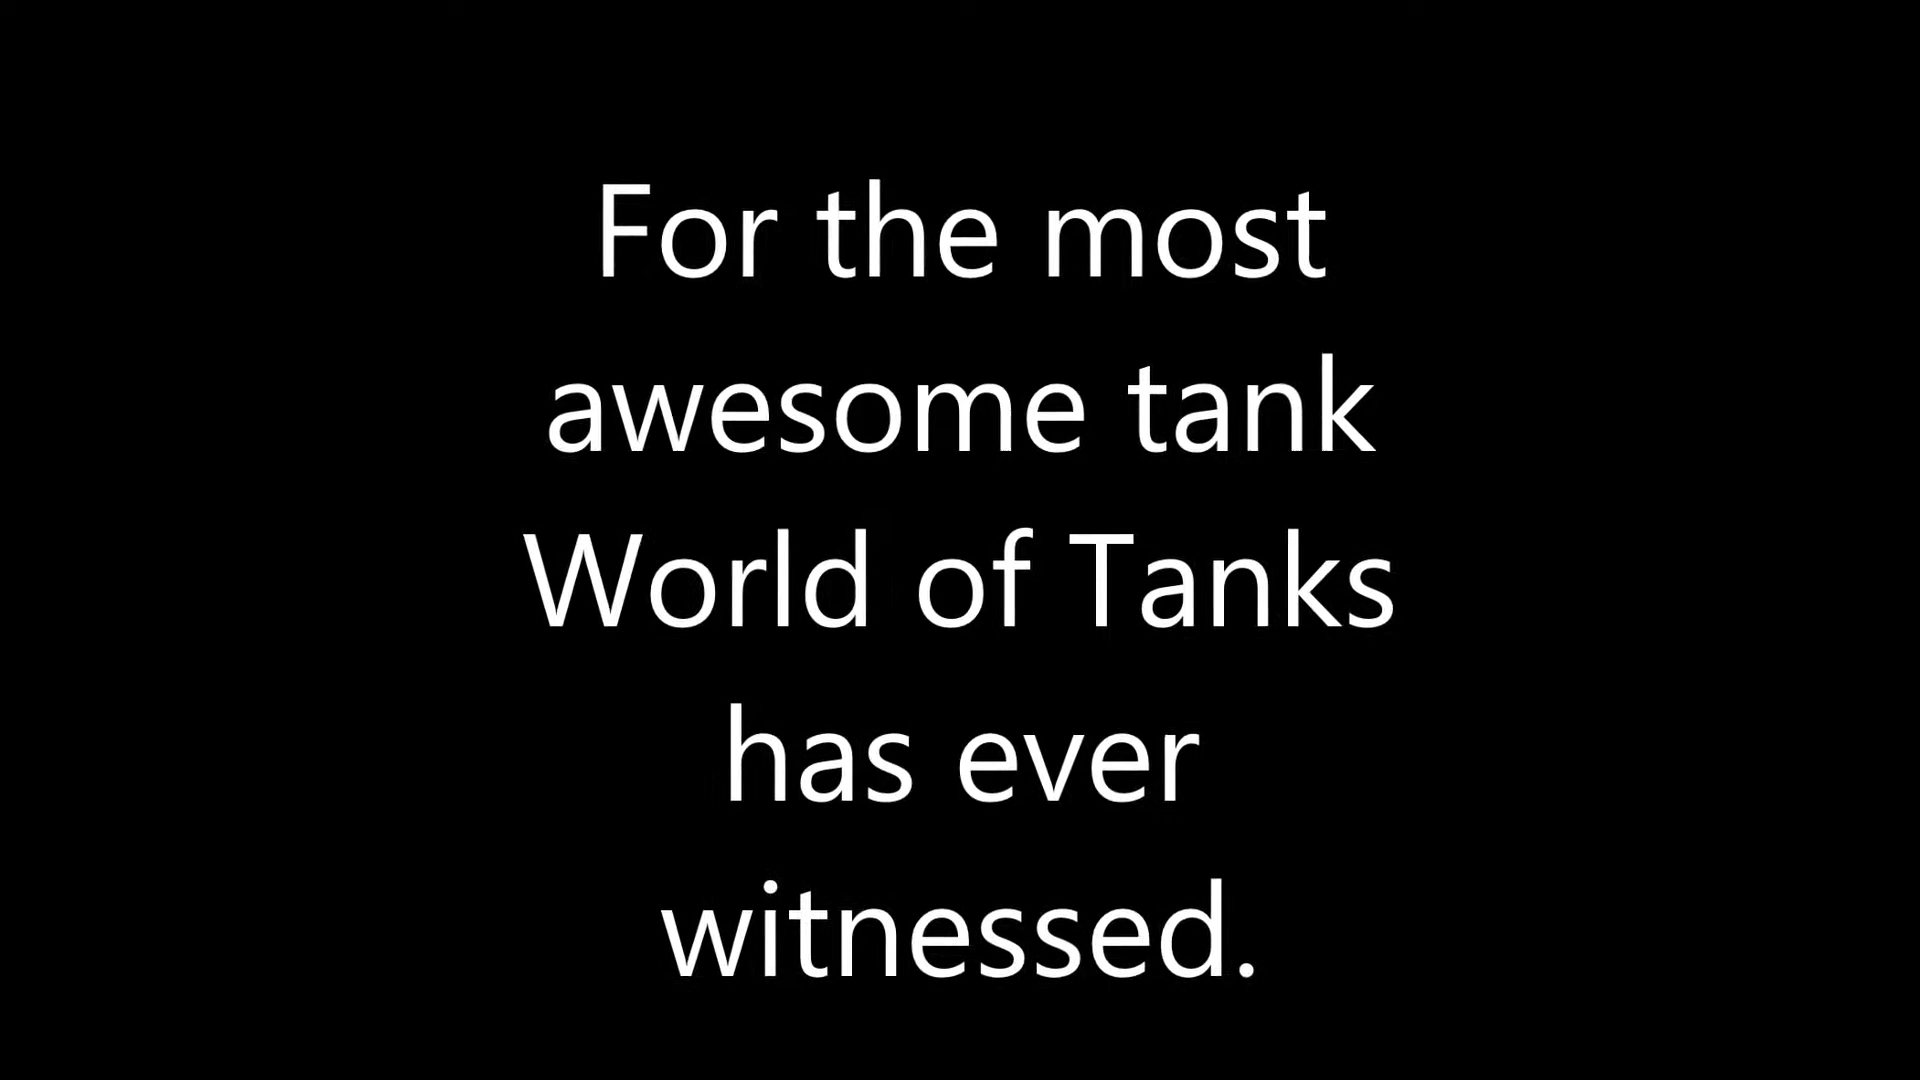 For the most
awesome tank
World of Tanks
has ever
witnessed.